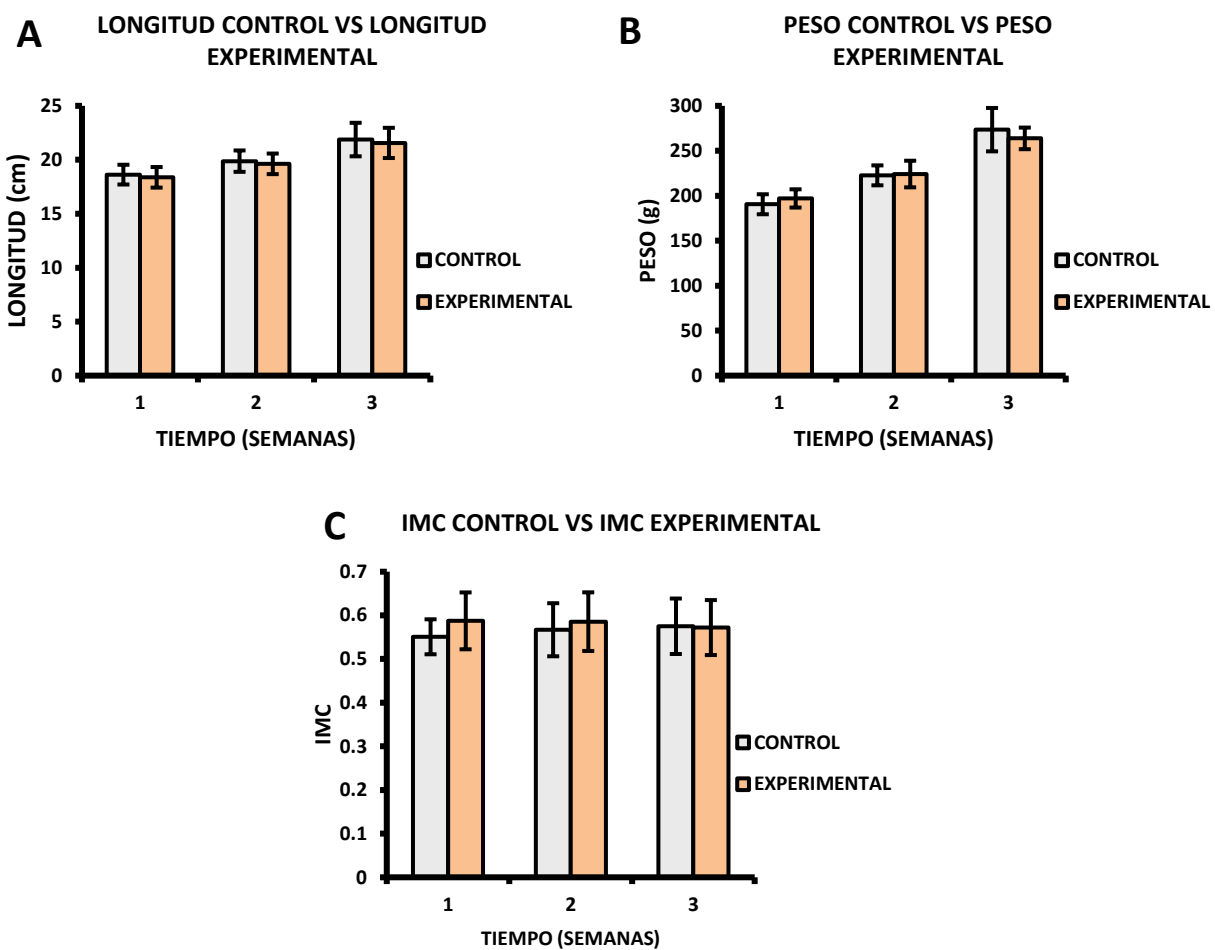 A
LONGITUD CONTROL VS LONGITUD
EXPERIMENTAL
LONGITUD (cm)
25
20
15
10
5
0
1 2 3
TIEMPO (SEMANAS)
CONTROL
EXPERIMENTAL
B
PESO CONTROL VS PESO
EXPERIMENTAL
PESO (g)
300
250
200
150
100
50
0
1 2 3
TIEMPO (SEMANAS)
CONTROL
EXPERIMENTAL
C
IMC CONTROL VS IMC EXPERIMENTAL
IMC
0.7
0.6
0.5
0.4
0.3
0.2
0.1
0
1 2 3
TIEMPO (SEMANAS)
CONTROL
EXPERIMENTAL